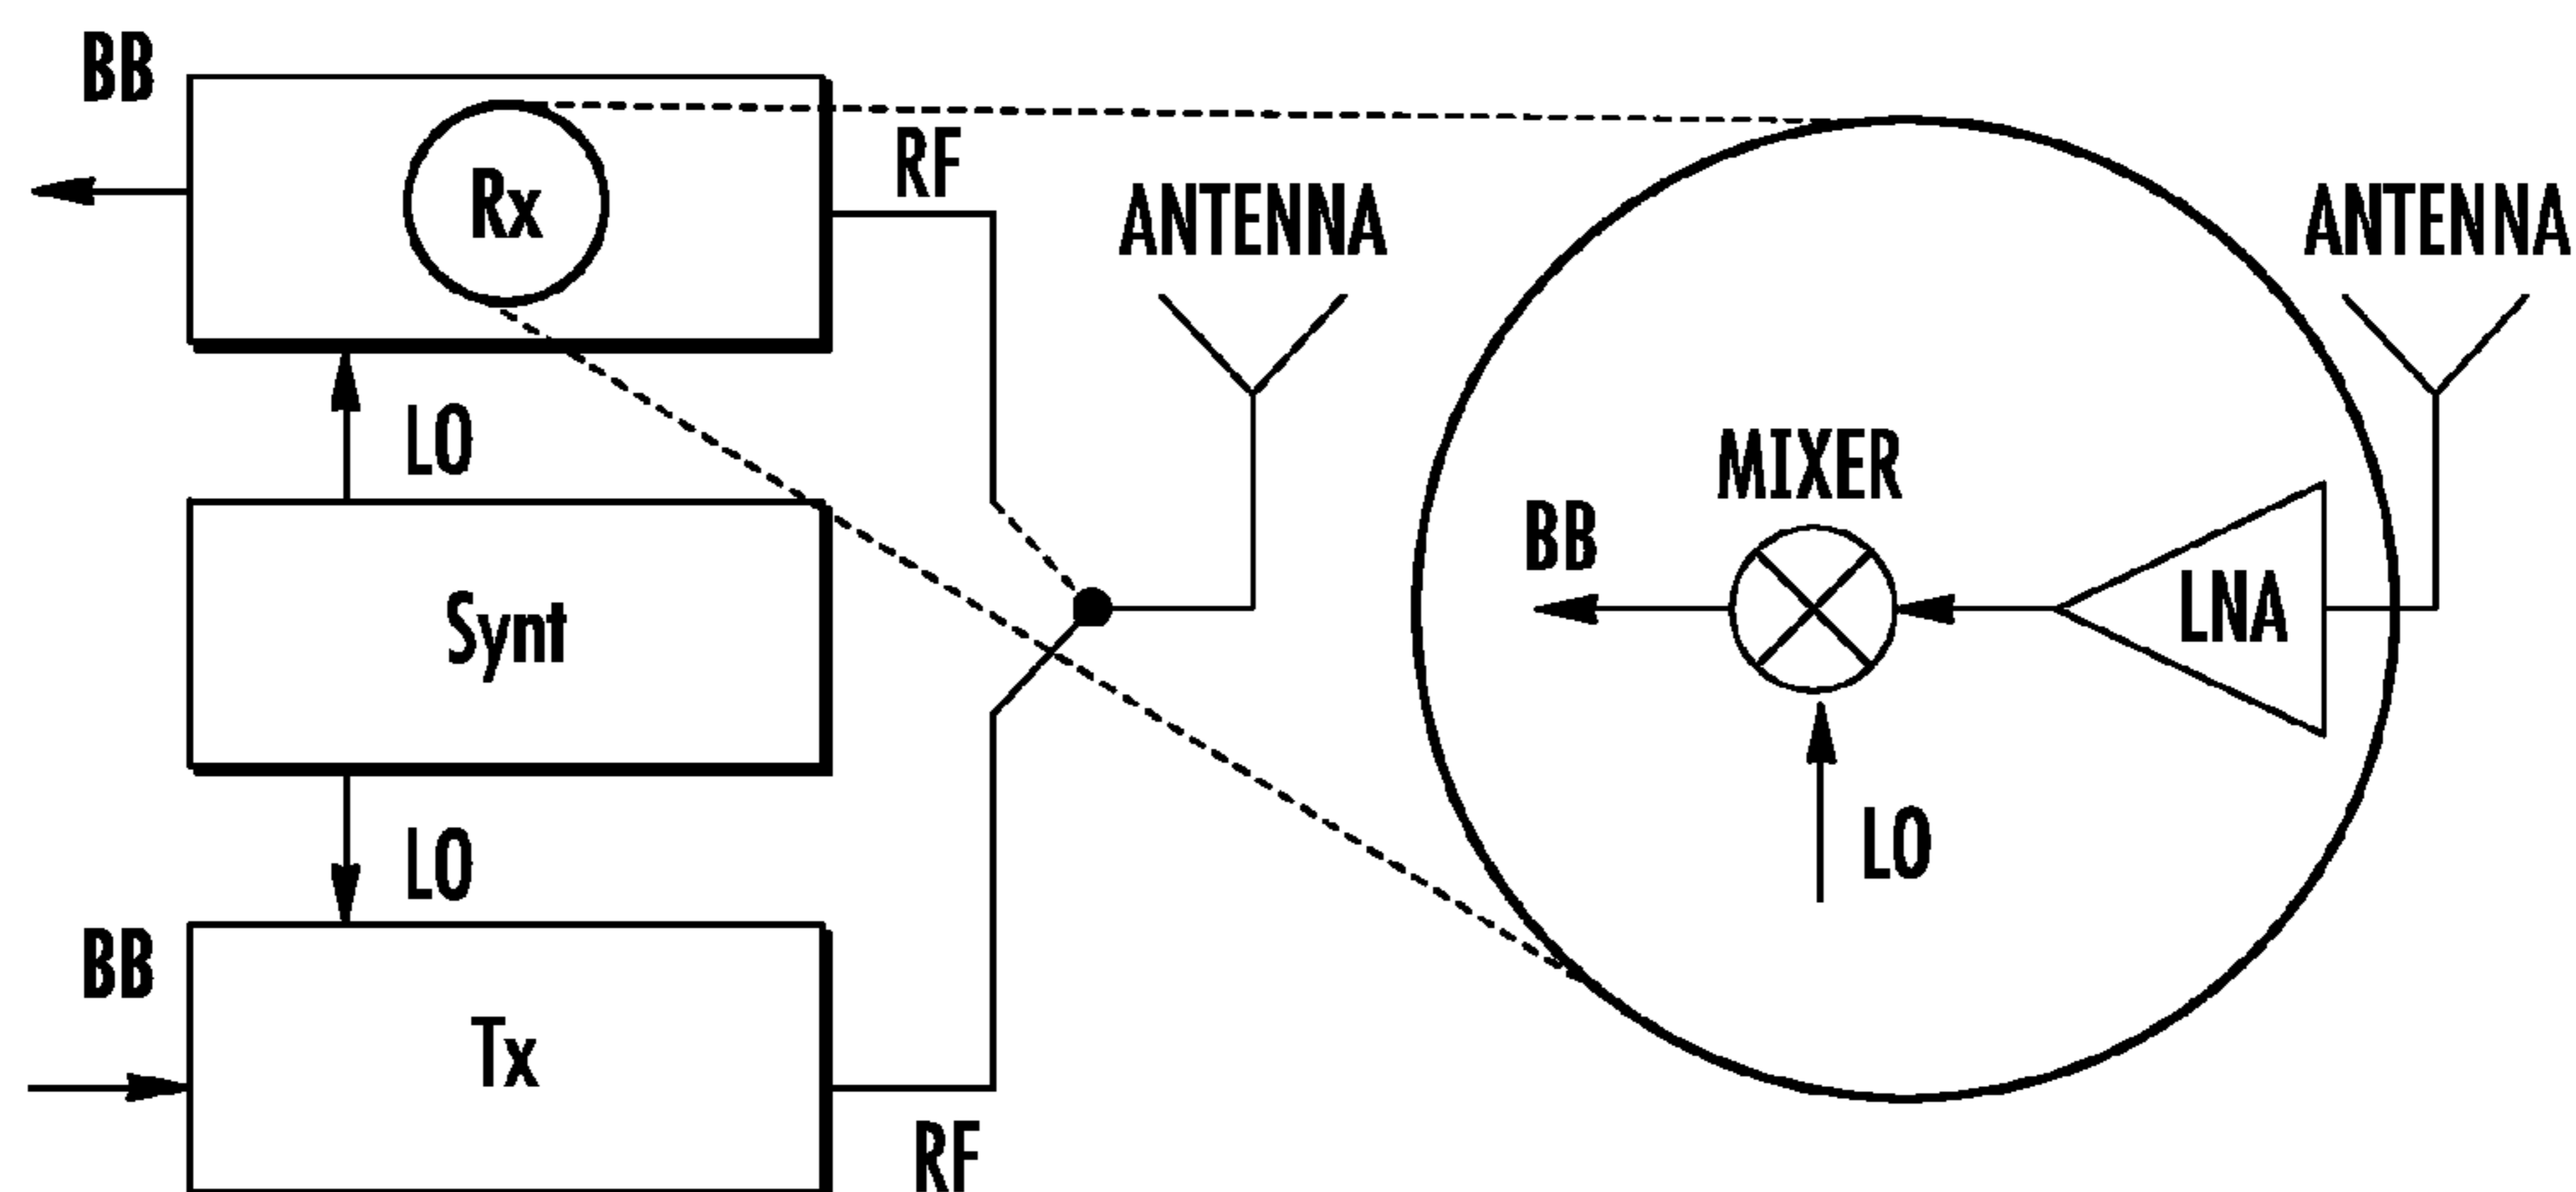 BB
Rx
RF
ANTENNA
ANTENNA
LO
MIXER
BB
Synt
LNA
LO
LO
BB
Tx
RF